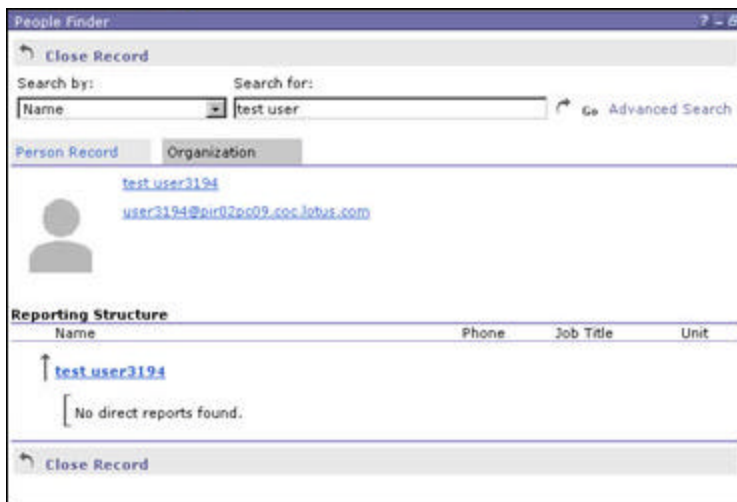 People Finder ?
Close Record
Search by: Search for:
Name test user Go Advanced Search
Person Record Organization
test user3194
user3194@pir02pc09.coc.lotus.com
Reporting Structure
Name Phone Job Title Unit
test user3194
No direct reports found.
Close Record